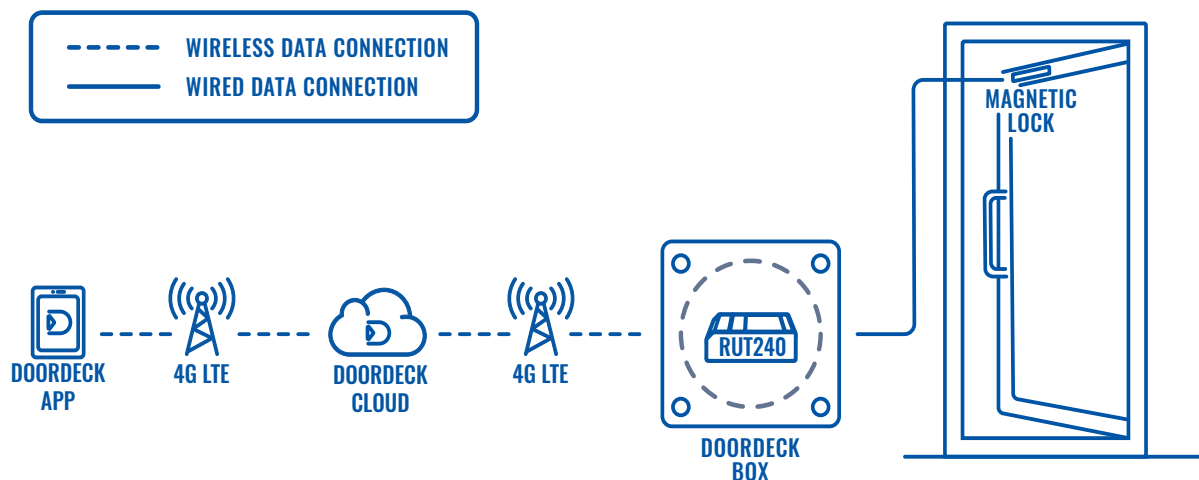 WIRELESS DATA CONNECTION
WIRED DATA CONNECTION
MAGNETIC
LOCK
RUT240
DOORDECK
APP
4G LTE
DOORDECK
CLOUD
4G LTE
DOORDECK
BOX